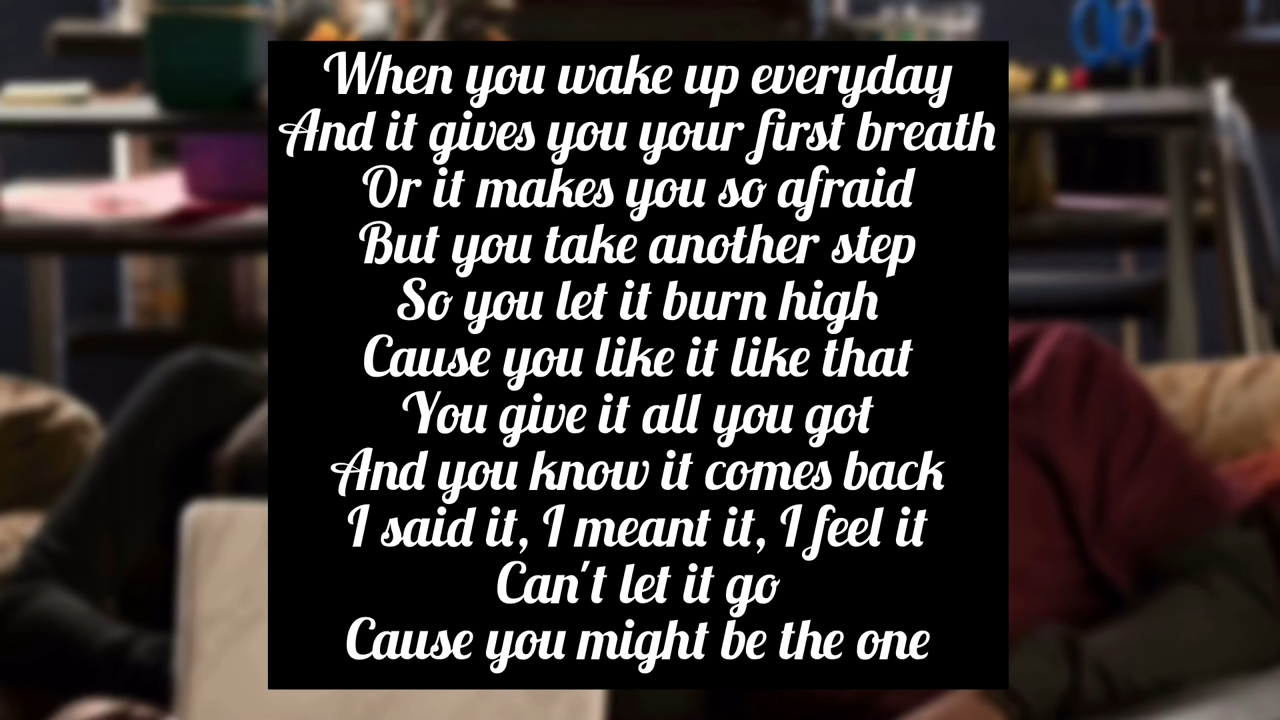 When you wake up everyday
And it gives you your first breath
Or it makes you so afraid
But you take another step
So you let it burn high
Cause you like it like that
You give it all you got
And you know it comes back
I said it, I meant it, I feel it
Can't let it go
Cause you might be the one